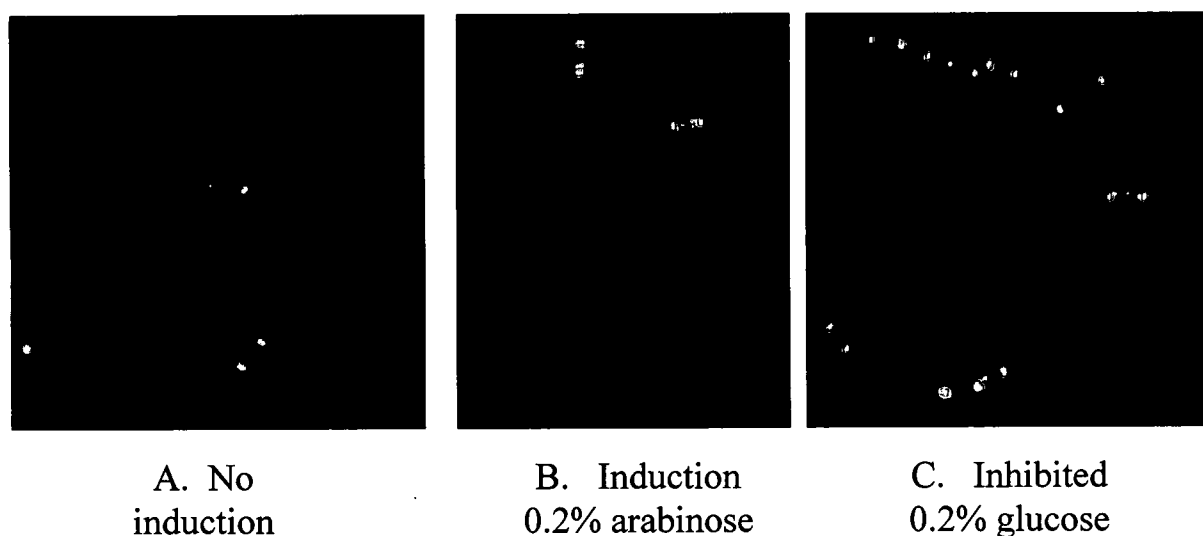 A. No
induction
B. Induction
0.2% arabinose
C. Inhibited
0.2% glucose